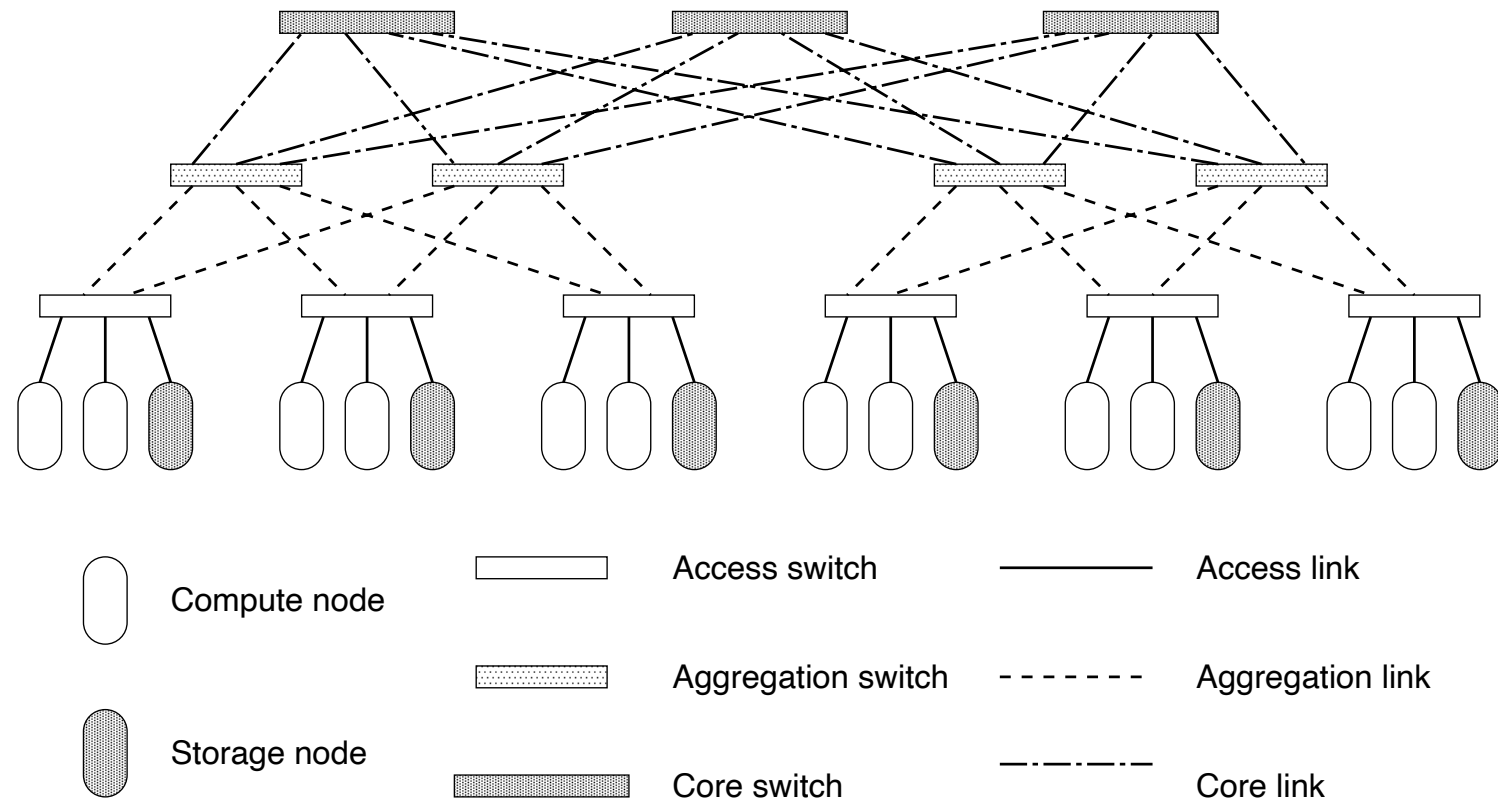 Compute node
Storage node
Access switch
Aggregation switch
Core switch
Access link
Aggregation link
Core link